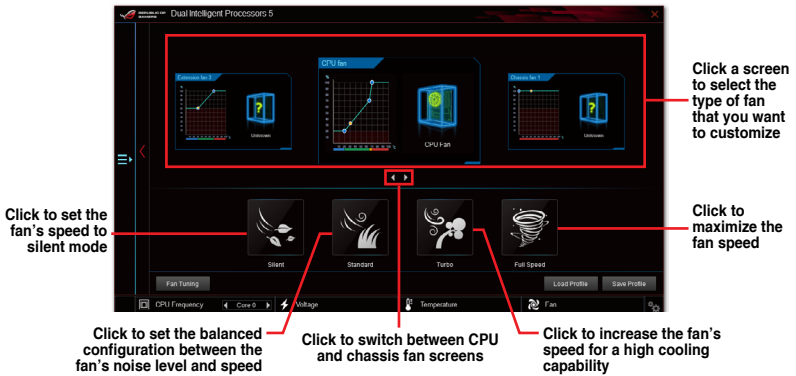 Dual Intelligent Processors 5
Extension fan 3
Unknown
CPU fan
CPU Fan
Chassis fan 1
Unknown
Click a screen
to select the
type of fan
that you want
to customize
Click to set the
fan's speed to
silent mode
Silent
Standard
Turbo
Full Speed
Click to
maximize the
fan speed
Fan Tuning
Load Profile
Save Profile
CPU Frequency
Core 0
Voltage
Temperature
Fan
Click to set the balanced
configuration between the
fan's noise level and speed
Click to switch between CPU
and chassis fan screens
Click to increase the fan's
speed for a high cooling
capability